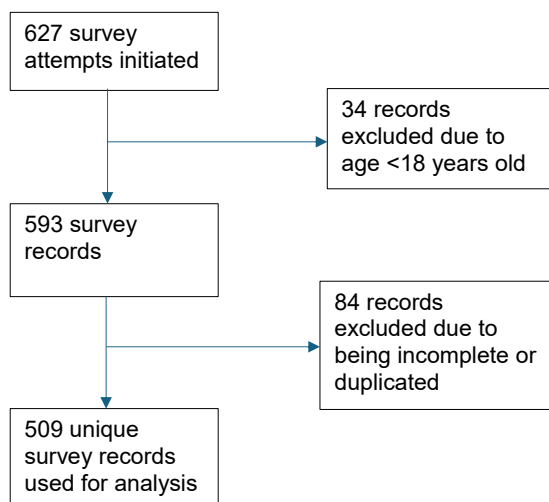 627 survey
attempts initiated
34 records
excluded due to
age <18 years old
593 survey
records
84 records
excluded due to
being incomplete or
duplicated
509 unique
survey records
used for analysis